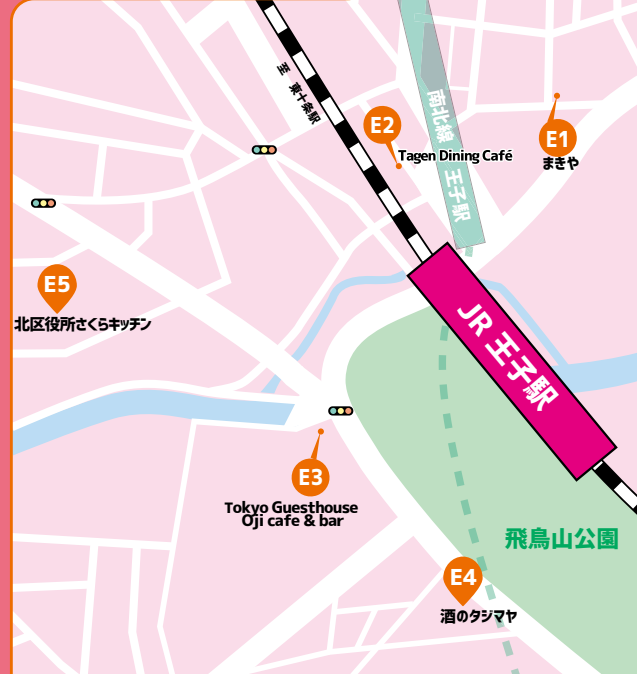 至 東十条駅
南北線 王子駅
E2
Tagen Dining Café
E1
まきや
E5
北区役所さくらキッチン
JR 王子駅
E3
Tokyo Guesthouse
Oji cafe & bar
飛鳥山公園
E4
酒のタジマヤ